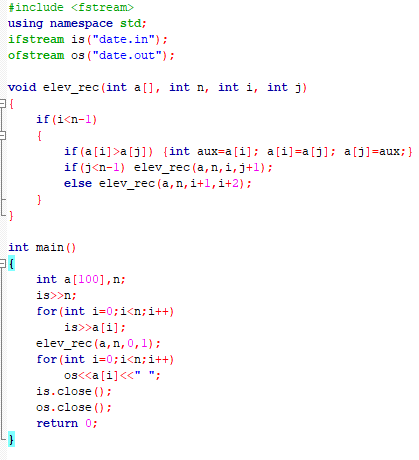 #include <fstream>
using namespace std;
ifstream is("date.in");
ofstream os("date.out");
void elev_rec(int a[], int n, int i, int j)
{
if(i<n-1)
{
if(a[i]>a[j]) {int aux=a[i]; a[i]=a[j]; a[j]=aux;}
if(j<n-1) elev_rec(a,n,i,j+1);
else elev_rec(a,n,i+1,i+2);
}
}
int main()
{
int a[100],n;
is>>n;
for(int i=0;i<n;i++)
is>>a[i];
elev_rec(a,n,0,1);
for(int i=0;i<n;i++)
os<<a[i]<<" ";
is.close();
os.close();
return 0;
}